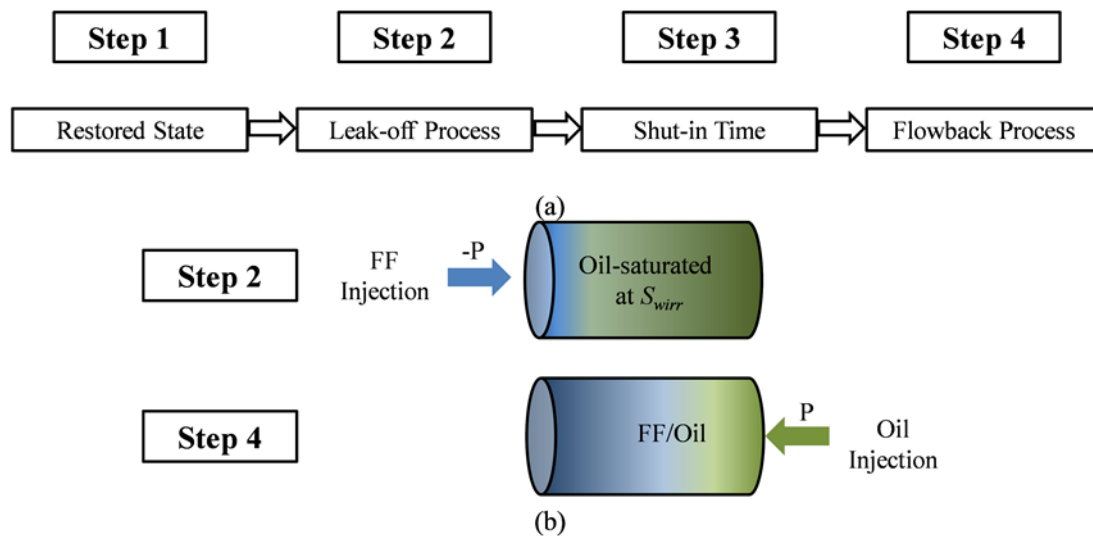 Step 1
Step 2
Step 3
Step 4
Restored State
Leak-off Process
Shut-in Time
Flowback Process
(a)
Step 2
FF
Injection
-P
Oil-saturated
at S_wirr
Step 4
FF/Oil
P
Oil
Injection
(b)